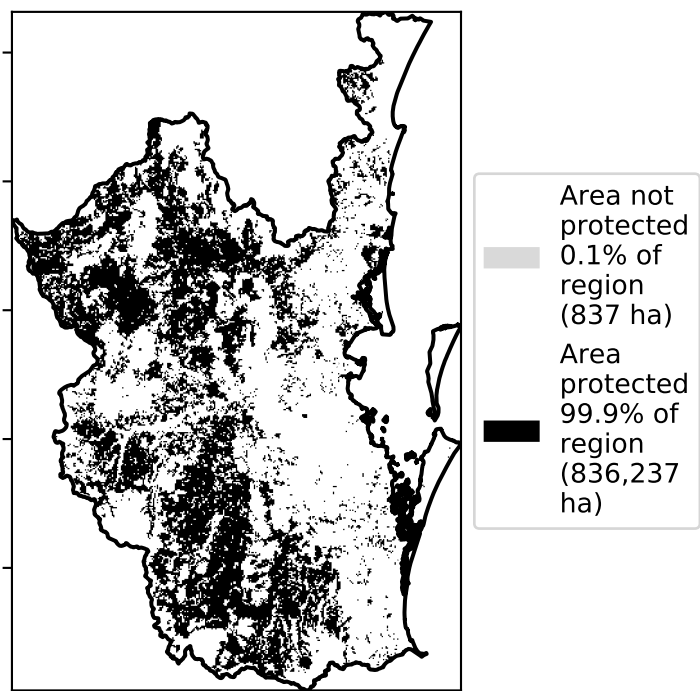 Area not
protected
0.1% of
region
(837 ha)
Area
protected
99.9% of
region
(836,237
ha)